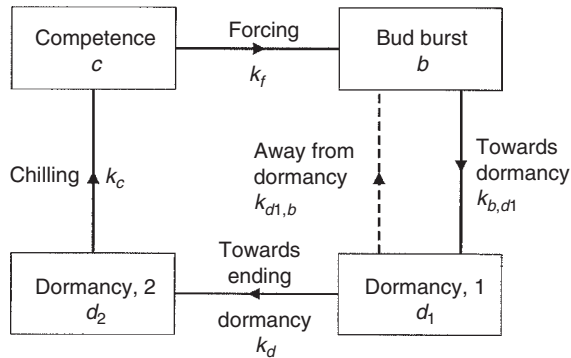 Competence
c
Forcing
k_f
Bud burst
b
Chilling
k_c
Away from
dormancy
k_{d1,b}
Towards
dormancy
k_{b,d1}
Dormancy, 2
d_2
Towards
ending
dormancy
k_d
Dormancy, 1
d_1